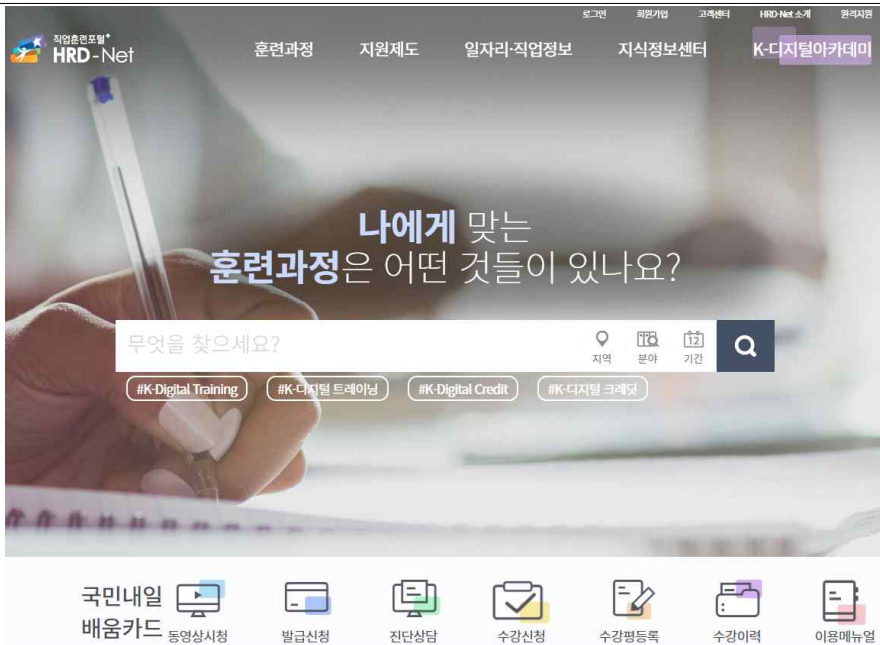 로그인 회원가입 고객센터 HRD-Net 소개 원격지원
직업훈련포털+
HRD-Net
훈련과정 지원제도 일자리·직업정보 지식정보센터 K-디지털아카데미
나에게 맞는
훈련과정은 어떤 것들이 있나요?
무엇을 찾으세요?
지역 분야 12 기간
#K-Digital Training #K-디지털 트레이닝 #K-Digital Credit #K-디지털 크레딧
국민내일
배움카드
동영상시청 발급신청 진단상담 수강신청 수강평등록 수강이력 이용메뉴얼